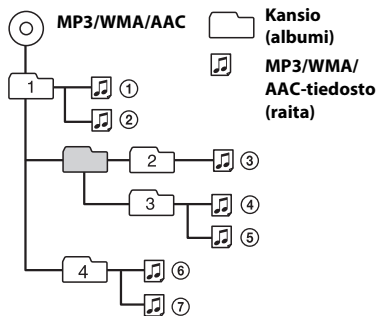 MP3/WMA/AAC
Kansio
(albumi)
MP3/WMA/
AAC-tiedosto
(raita)
1
①
②
2
③
3
④
⑤
4
⑥
⑦